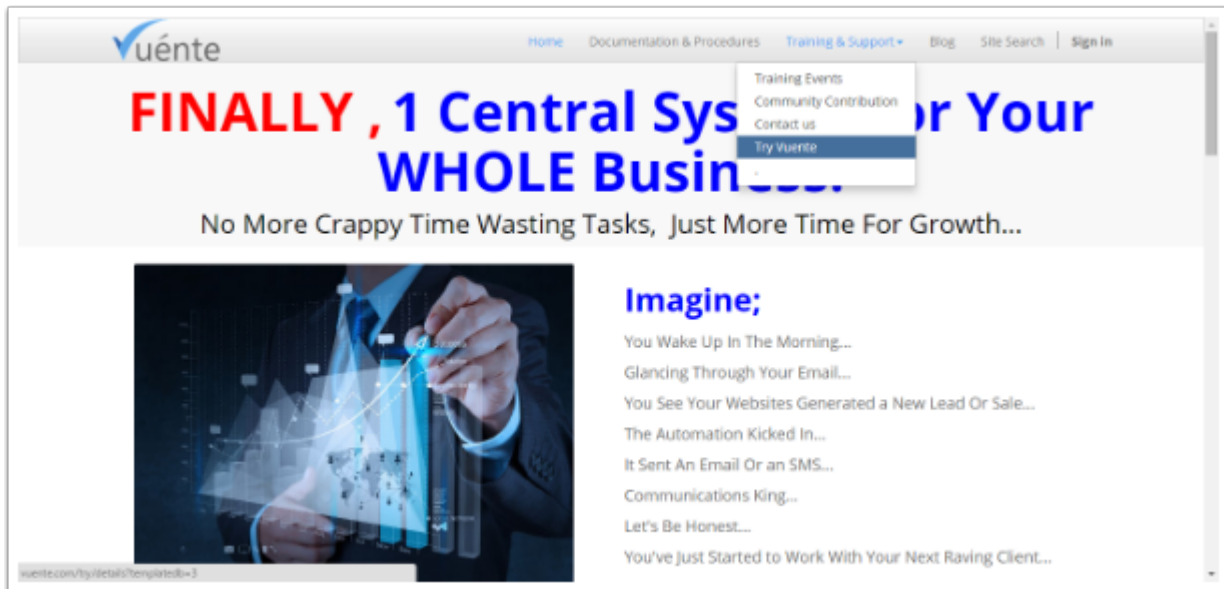 Vuénte
Home Documentation & Procedures Training & Support Blog Site Search Sign In
Training Events
Community Contribution
Contact us
Try Vuente
FINALLY , 1 Central Sys r Your
WHOLE Busin
No More Crappy Time Wasting Tasks, Just More Time For Growth...
Imagine;
You Wake Up In The Morning...
Glancing Through Your Email...
You See Your Websites Generated a New Lead Or Sale...
The Automation Kicked In...
It Sent An Email Or an SMS...
Communications King...
Let's Be Honest...
You've Just Started to Work With Your Next Raving Client...
vuente.com/try/details?templatedb=3